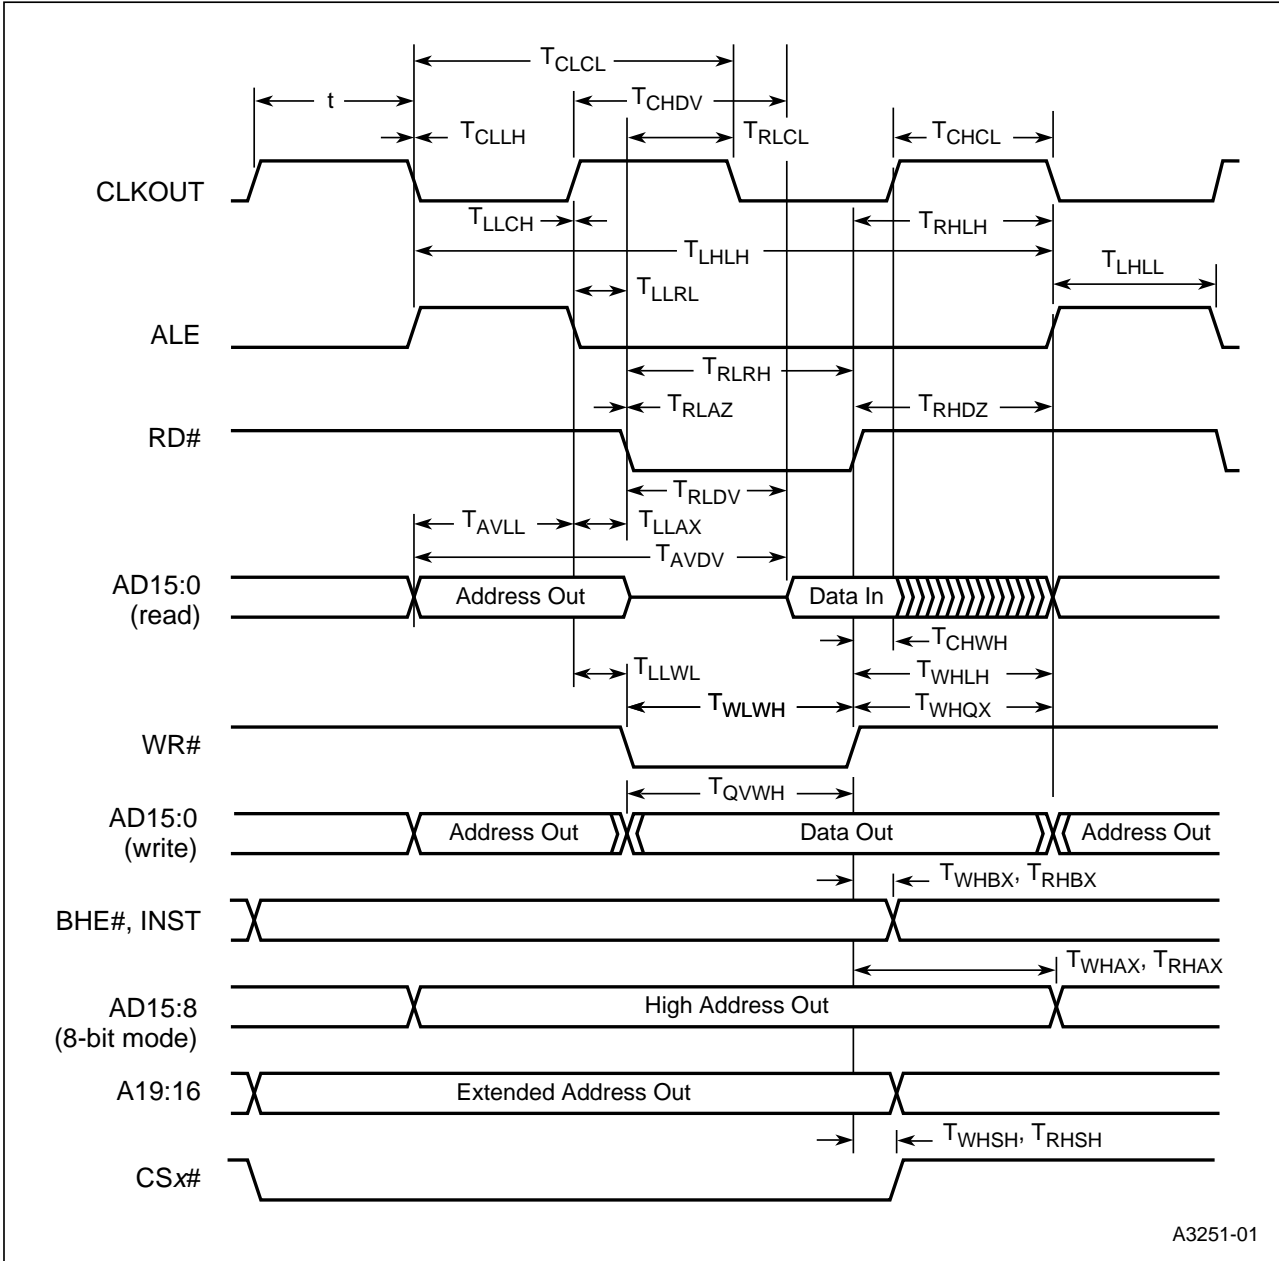 T_CLCL
t T_CHDV
T_CLLH T_RLCL T_CHCL
CLKOUT
T_LLCH T_RHLH
T_LHLH T_LHLL
T_LLRL
ALE
T_RLRH
T_RLAZ T_RHDZ
RD#
T_RLDV
T_AVLL T_LLAX
T_AVDV
AD15:0
(read)
Address Out Data In
T_CHWH
T_LLWL T_WHLH
T_WLWH T_WHQX
WR#
T_QVWH
AD15:0
(write)
Address Out Data Out Address Out
T_WHBX, T_RHBX
BHE#, INST
T_WHAX, T_RHAX
AD15:8
(8-bit mode)
High Address Out
A19:16 Extended Address Out
T_WHSH, T_RHSH
CSx#
A3251-01